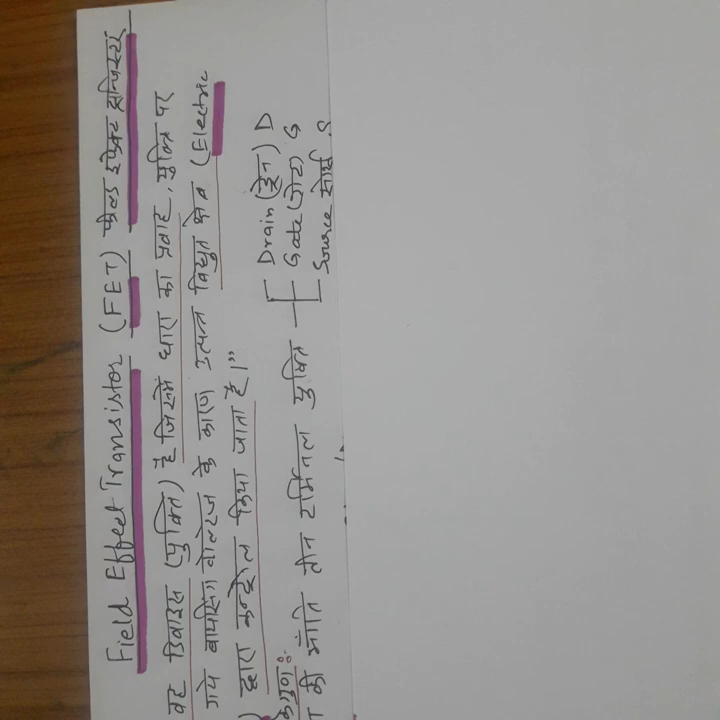 Field Effect Transistor (FET) फील्ड इफेक्ट ट्रान्जिस्टर
वह डिवाइस (युक्ति) है जिसमें धारा का प्रवाह, युक्ति पर
गये बायसिंग वोल्टेज के कारण उत्पन्न विद्युत क्षेत्र (Electric
) द्वारा कन्ट्रोल किया जाता है।"
गुण:
की भाँति तीन टर्मिनल युक्ति
Drain (ड्रेन) D
Gate (गेट) G
Source सोर्स S